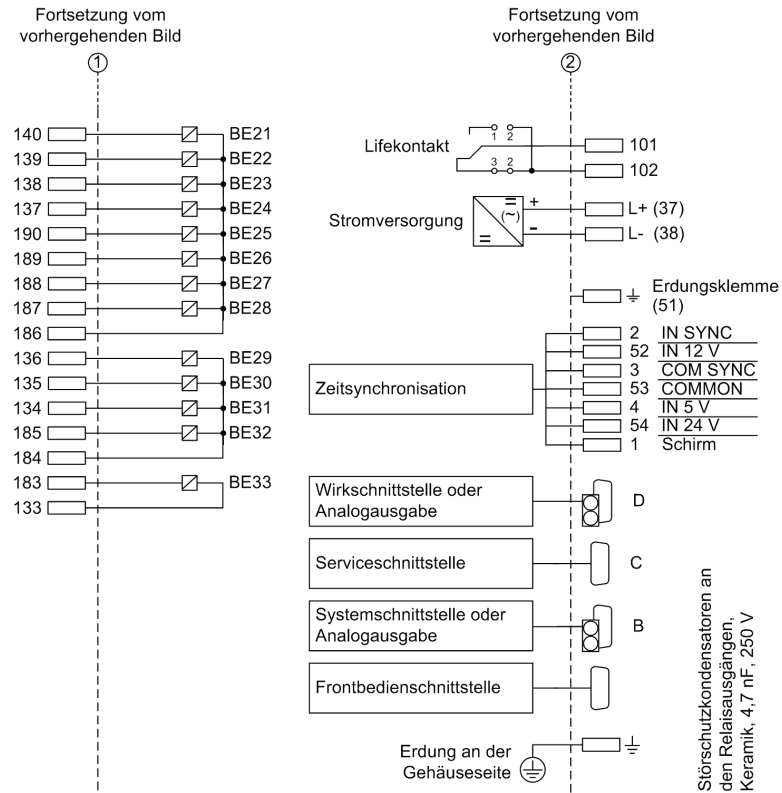 Fortsetzung vom
vorhergehenden Bild
1
140 BE21
139 BE22
138 BE23
137 BE24
190 BE25
189 BE26
188 BE27
187 BE28
186
136 BE29
135 BE30
134 BE31
185 BE32
184
183 BE33
133
Fortsetzung vom
vorhergehenden Bild
2
Lifekontakt
1 2
3 2
101
102
Stromversorgung
= (~) =
+ L+ (37)
- L- (38)
Erdungsklemme
(51)
Zeitsynchronisation
2 IN SYNC
52 IN 12 V
3 COM SYNC
53 COMMON
4 IN 5 V
54 IN 24 V
1 Schirm
Wirkschnittstelle oder
Analogausgabe
D
Serviceschnittstelle
C
Systemschnittstelle oder
Analogausgabe
B
Frontbedienschnittstelle
Erdung an der
Gehäuseseite
Störschutzkondensatoren an
den Relaisausgängen,
Keramik, 4,7 nF, 250 V